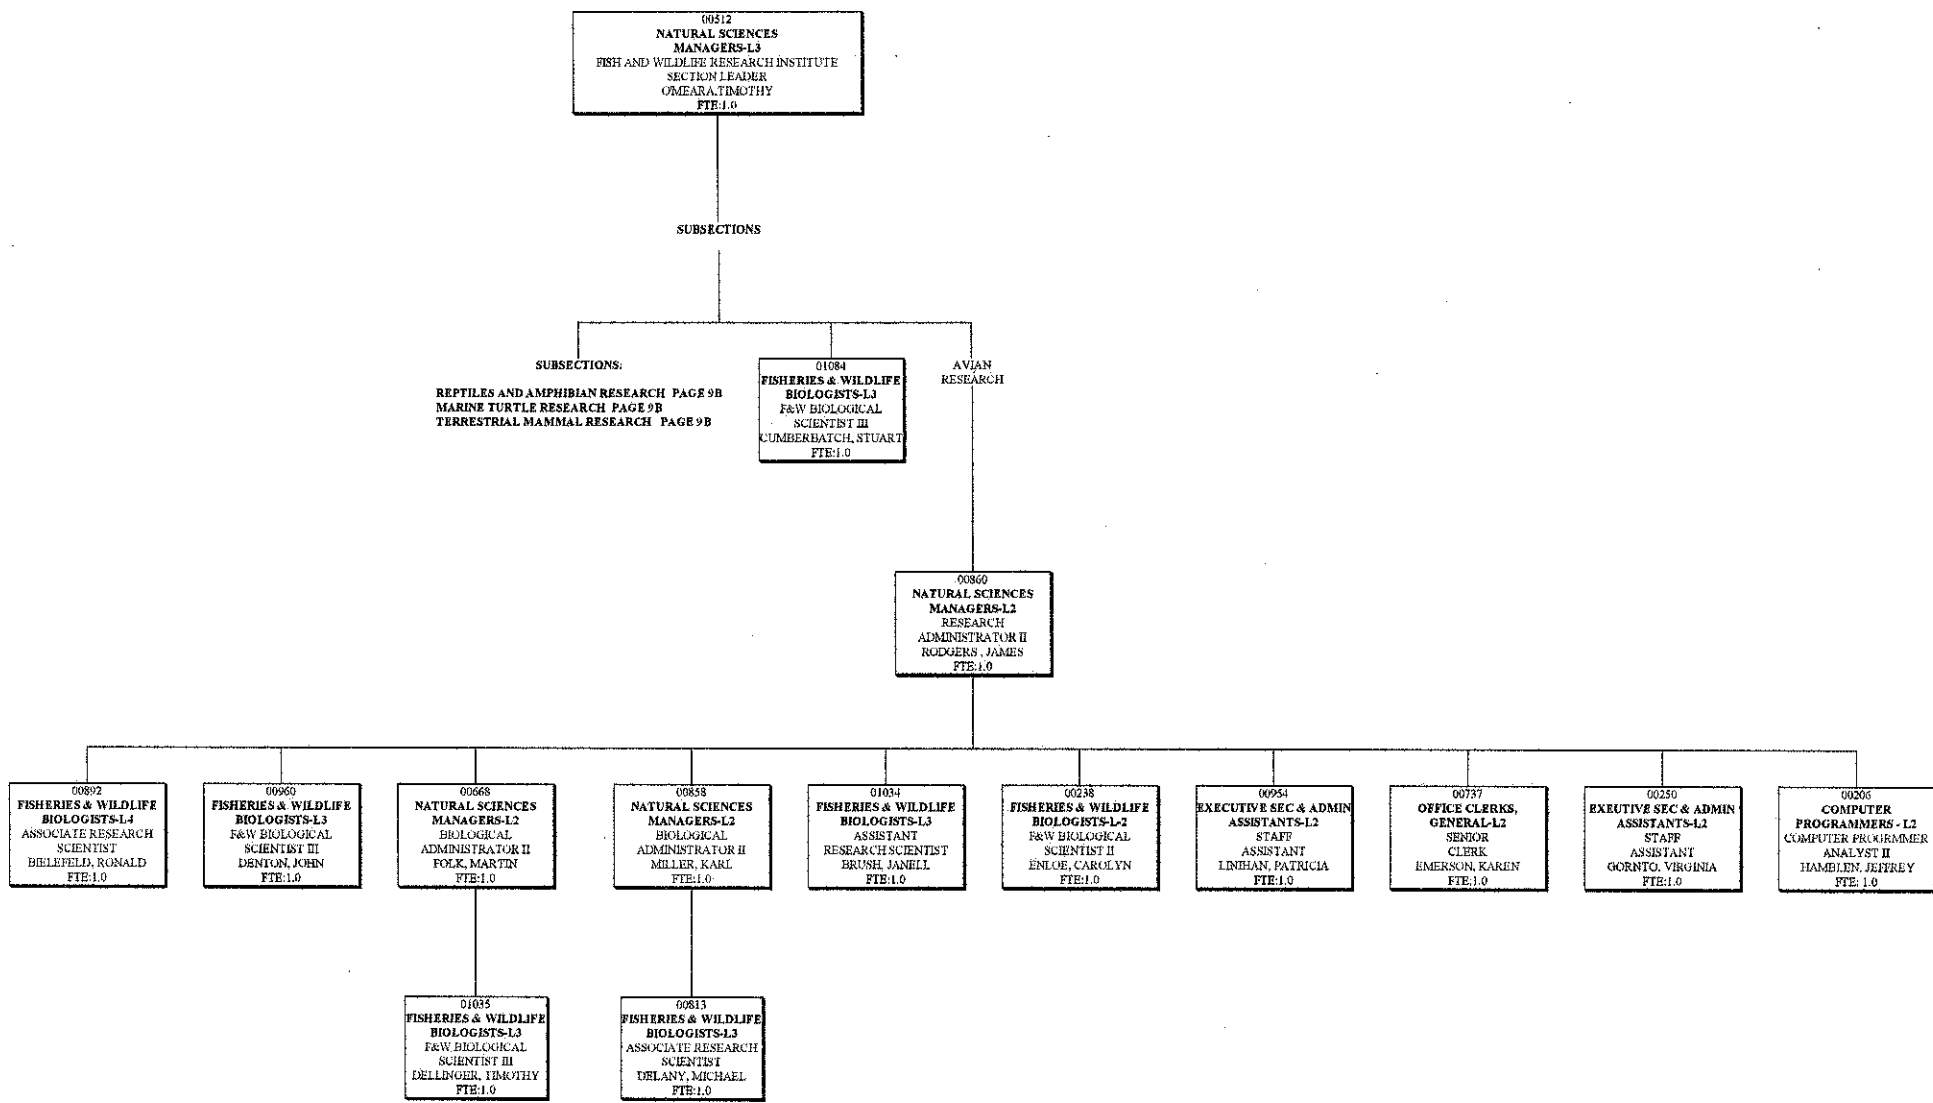 00512
NATURAL SCIENCES
MANAGERS-L3
FISH AND WILDLIFE RESEARCH INSTITUTE
SECTION LEADER
O'MEARA,TIMOTHY
FTE:1.0
SUBSECTIONS
SUBSECTIONS:
REPTILES AND AMPHIBIAN RESEARCH PAGE 9B
MARINE TURTLE RESEARCH PAGE 9B
TERRESTRIAL MAMMAL RESEARCH PAGE 9B
01084
FISHERIES & WILDLIFE
BIOLOGISTS-L3
F&W BIOLOGICAL
SCIENTIST III
CUMBERBATCH, STUART
FTE:1.0
AVIAN
RESEARCH
00860
NATURAL SCIENCES
MANAGERS-L2
RESEARCH
ADMINISTRATOR II
RODGERS , JAMES
FTE:1.0
00892
FISHERIES & WILDLIFE
BIOLOGISTS-L4
ASSOCIATE RESEARCH
SCIENTIST
BIELEFELD, RONALD
FTE:1.0
00960
FISHERIES & WILDLIFE
BIOLOGISTS-L3
F&W BIOLOGICAL
SCIENTIST III
DENTON, JOHN
FTE:1.0
00668
NATURAL SCIENCES
MANAGERS-L2
BIOLOGICAL
ADMINISTRATOR II
FOLK, MARTIN
FTE:1.0
00858
NATURAL SCIENCES
MANAGERS-L2
BIOLOGICAL
ADMINISTRATOR II
MILLER, KARL
FTE:1.0
01034
FISHERIES & WILDLIFE
BIOLOGISTS-L3
ASSISTANT
RESEARCH SCIENTIST
BRUSH, JANELL
FTE:1.0
00238
FISHERIES & WILDLIFE
BIOLOGISTS-L-2
F&W BIOLOGICAL
SCIENTIST II
ENLOE, CAROLYN
FTE:1.0
00954
EXECUTIVE SEC & ADMIN
ASSISTANTS-L2
STAFF
ASSISTANT
LINIHAN, PATRICIA
FTE:1.0
00737
OFFICE CLERKS,
GENERAL-L2
SENIOR
CLERK
EMERSON, KAREN
FTE:1.0
00250
EXEUTIVE SEC & ADMIN
ASSISTANTS-L2
STAFF
ASSISTANT
GORNTO, VIRGINIA
FTE:1.0
00206
COMPUTER
PROGRAMMERS - L2
COMPUTER PROGRMMER
ANALYST II
HAMBLEN, JEFFREY
FTE: 1.0
01035
FISHERIES & WILDLIFE
BIOLOGISTS-L3
F&W BIOLOGICAL
SCIENTIST III
DELLINGER, TIMOTHY
FTE:1.0
00813
FISHERIES & WILDLIFE
BIOLOGISTS-L3
ASSOCIATE RESEARCH
SCIENTIST
DELANY, MICHAEL
FTE:1.0